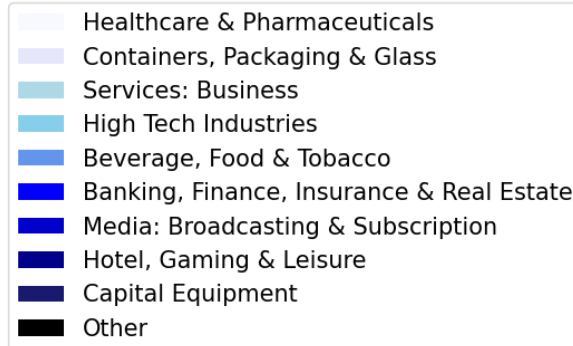 Healthcare & Pharmaceuticals
Containers, Packaging & Glass
Services: Business
High Tech Industries
Beverage, Food & Tobacco
Banking, Finance, Insurance & Real Estate
Media: Broadcasting & Subscription
Hotel, Gaming & Leisure
Capital Equipment
Other